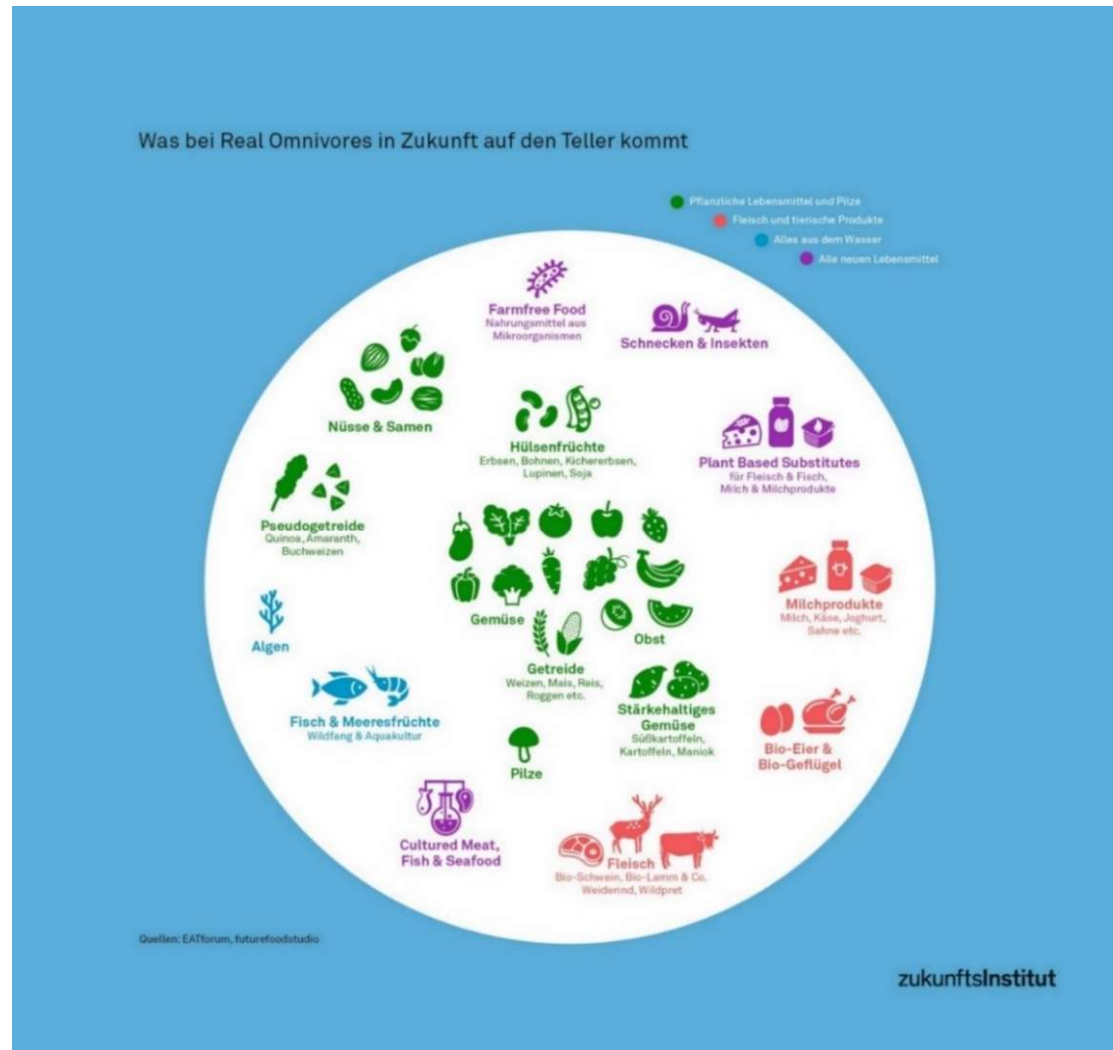 Was bei Real Omnivores in Zukunft auf den Teller kommt
Pflanzliche Lebensmittel und Pilze
Fleisch und tierische Produkte
Alles aus dem Wasser
Alle neuen Lebensmittel
Farmfree Food
Nahrungsmittel aus
Mikroorganismen
Schnecken & Insekten
Nüsse & Samen
Hülsenfrüchte
Erbsen, Bohnen, Kichererbsen,
Lupinen, Soja
Plant Based Substitutes
für Fleisch & Fisch,
Milch & Milchprodukte
Pseudogetreide
Quinoa, Amaranth,
Buchweizen
Milchprodukte
Milch, Käse, Joghurt,
Sahne etc.
Gemüse
Obst
Algen
Getreide
Weizen, Mais, Reis,
Roggen etc.
Stärkehaltiges
Gemüse
Süßkartoffeln,
Kartoffeln, Maniok
Fisch & Meeresfrüchte
Wildfang & Aquakultur
Bio-Eier &
Bio-Geflügel
Pilze
Cultured Meat,
Fish & Seafood
Fleisch
Bio-Schwein, Bio-Lamm & Co.
Weiderind, Wildpret
Quellen: EATforum, futurefoodstudio
zukunftsInstitut